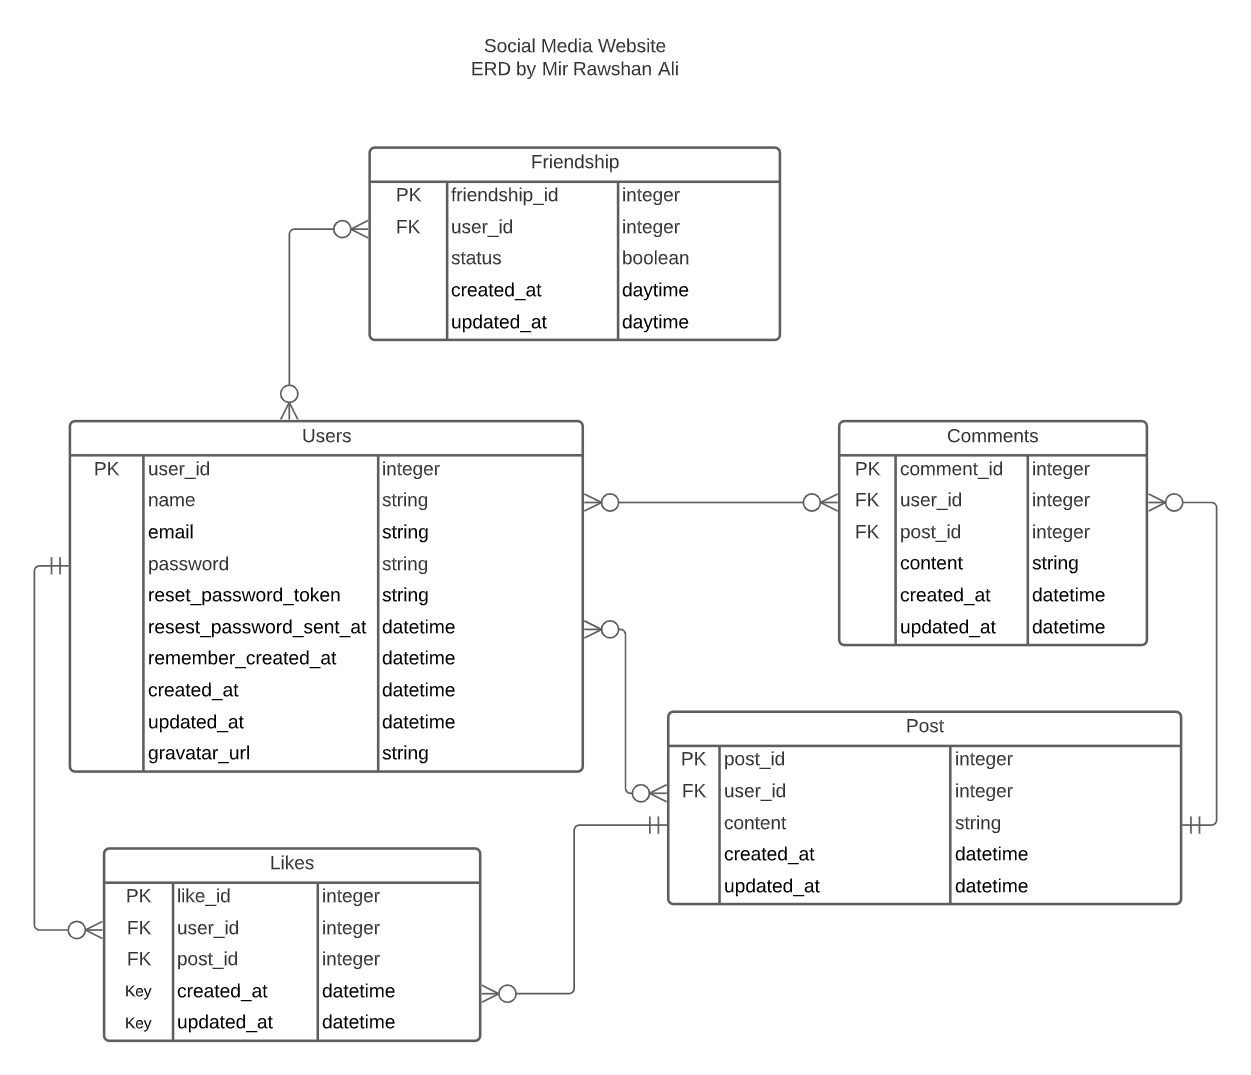 Social Media Website
ERD by Mir Rawshan Ali
Friendship
PK friendship_id integer
FK user_id integer
status boolean
created_at daytime
updated_at daytime
Users
PK user_id integer
name string
email string
password string
reset_password_token string
resest_password_sent_at datetime
remember_created_at datetime
created_at datetime
updated_at datetime
gravatar_url string
Comments
PK comment_id integer
FK user_id integer
FK post_id integer
content string
created_at datetime
updated_at datetime
Post
PK post_id integer
FK user_id integer
content string
created_at datetime
updated_at datetime
Likes
PK like_id integer
FK user_id integer
FK post_id integer
Key created_at datetime
Key updated_at datetime